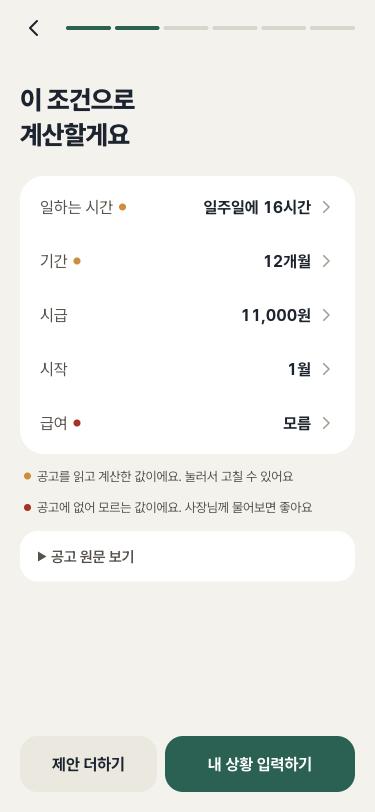 이 조건으로
계산할게요
일하는 시간 일주일에 16시간
기간 12개월
시급 11,000원
시작 1월
급여 모름
공고를 읽고 계산한 값이에요. 눌러서 고칠 수 있어요
공고에 없어 모르는 값이에요. 사장님께 물어보면 좋아요
공고 원문 보기
제안 더하기 내 상황 입력하기